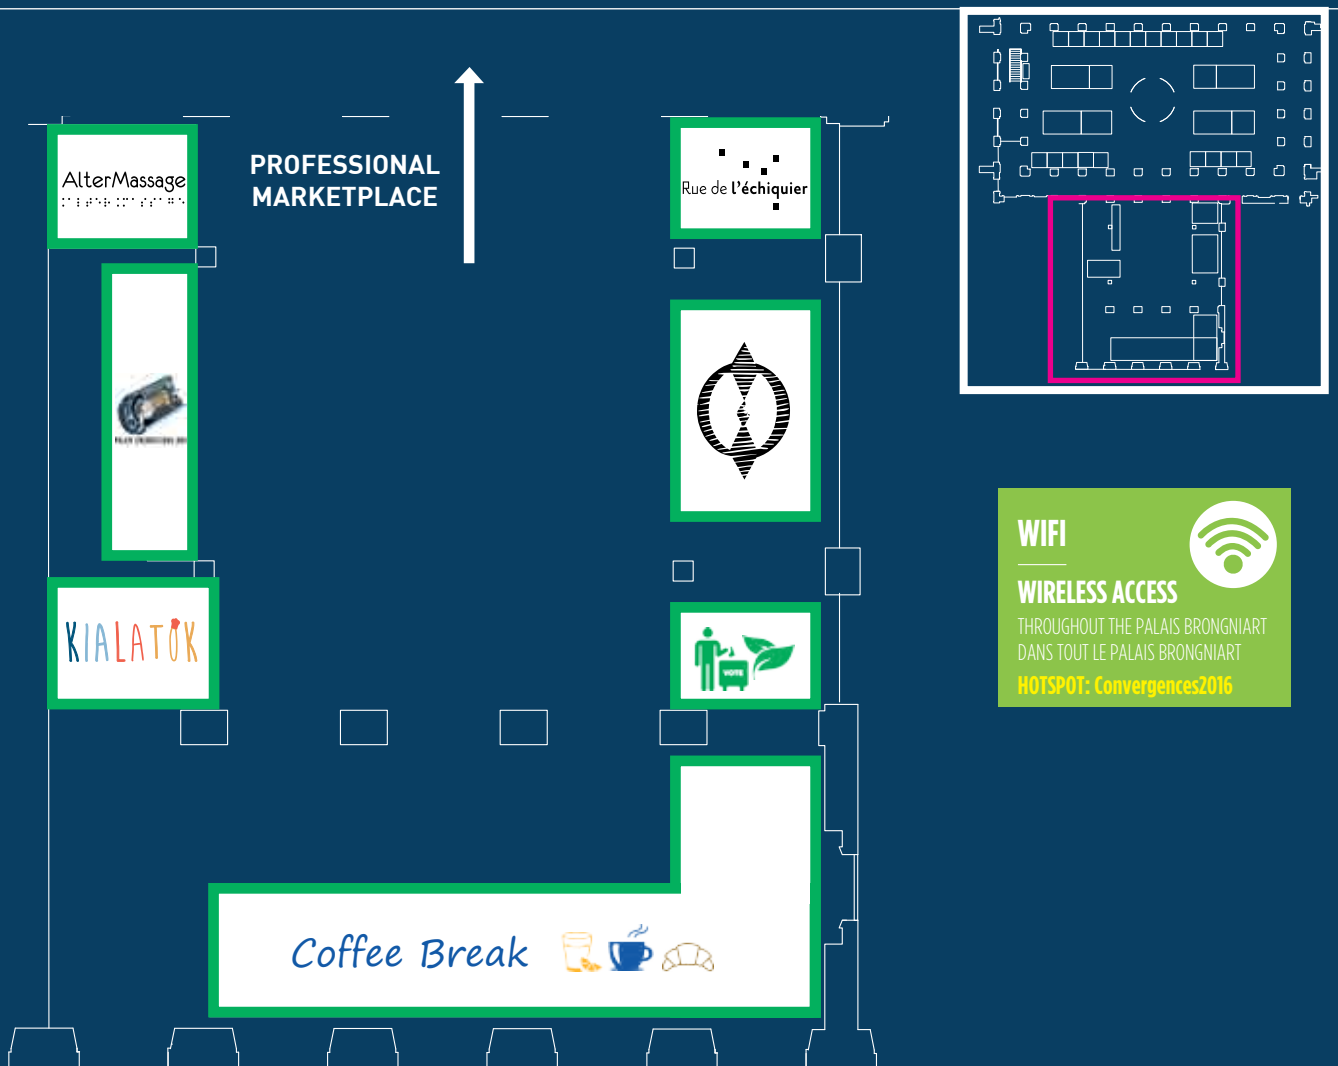 PROFESSIONAL
MARKETPLACE
AlterMassage
Rue de l'échiquier
KIALATOK
VOTE
Coffee Break
WIFI
WIRELESS ACCESS
THROUGHOUT THE PALAIS BRONGNIART
DANS TOUT LE PALAIS BRONGNIART
HOTSPOT: Convergences2016